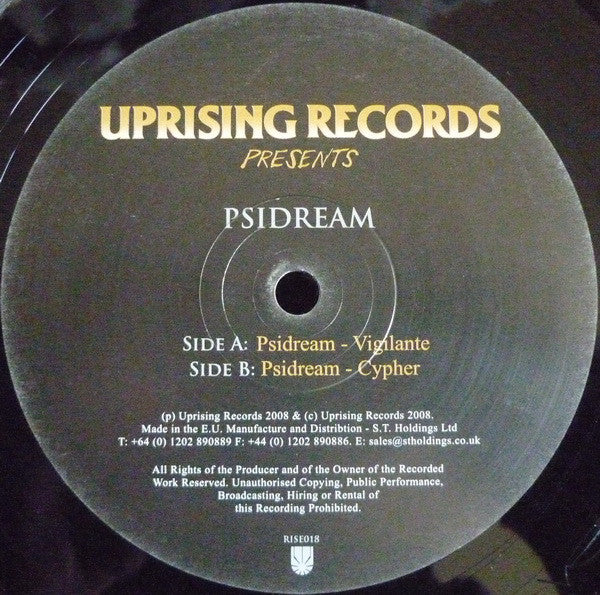 UPRISING RECORDS
PRESENTS
PSIDREAM
SIDE A: Psidream - Vigilante
SIDE B: Psidream - Cypher
(p) Uprising Records 2008 & (c) Uprising Records 2008.
Made in the E.U. Manufacture and Distribtion - S.T. Holdings Ltd
T: +64 (0) 1202 890889 F: +44 (0) 1202 890886. E: sales@stholdings.co.uk
All Rights of the Producer and of the Owner of the Recorded
Work Reserved. Unauthorised Copying, Public Performance,
Broadcasting, Hiring or Rental of
this Recording Prohibited.
RISE018